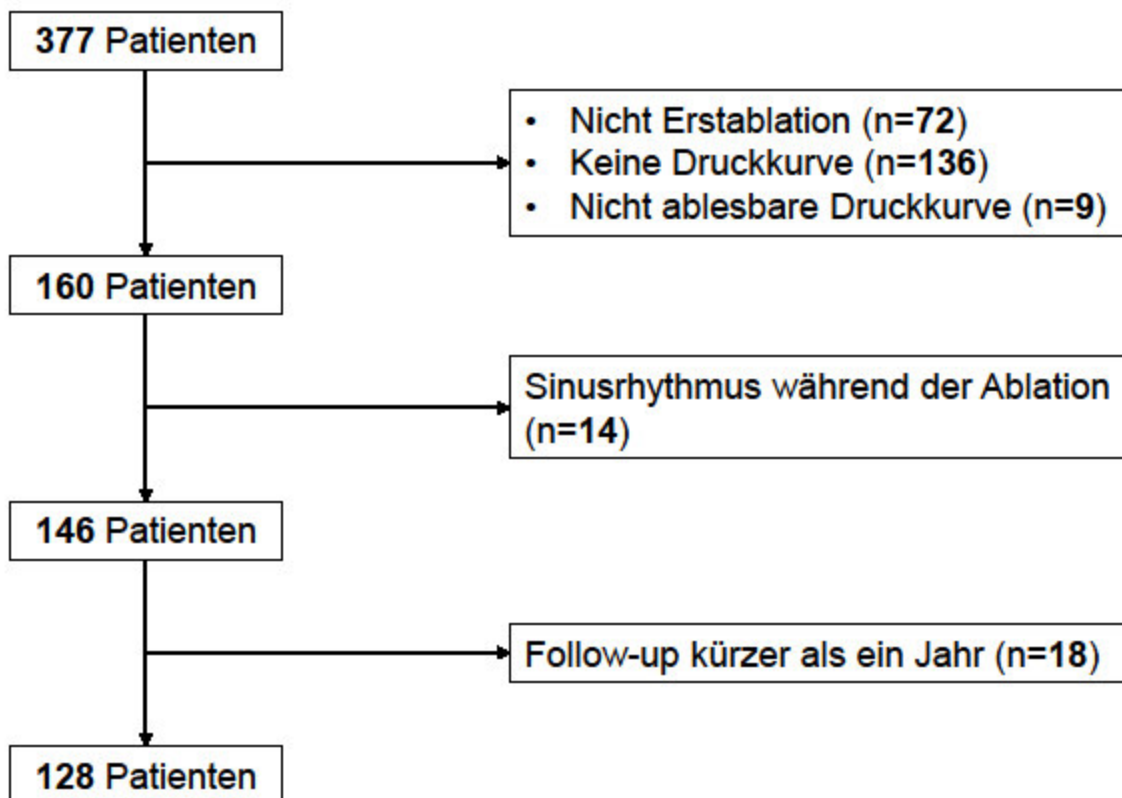 377 Patienten
• Nicht Erstablation (n=72)
• Keine Druckkurve (n=136)
• Nicht ablesbare Druckkurve (n=9)
160 Patienten
Sinusrhythmus während der Ablation
(n=14)
146 Patienten
Follow-up kürzer als ein Jahr (n=18)
128 Patienten